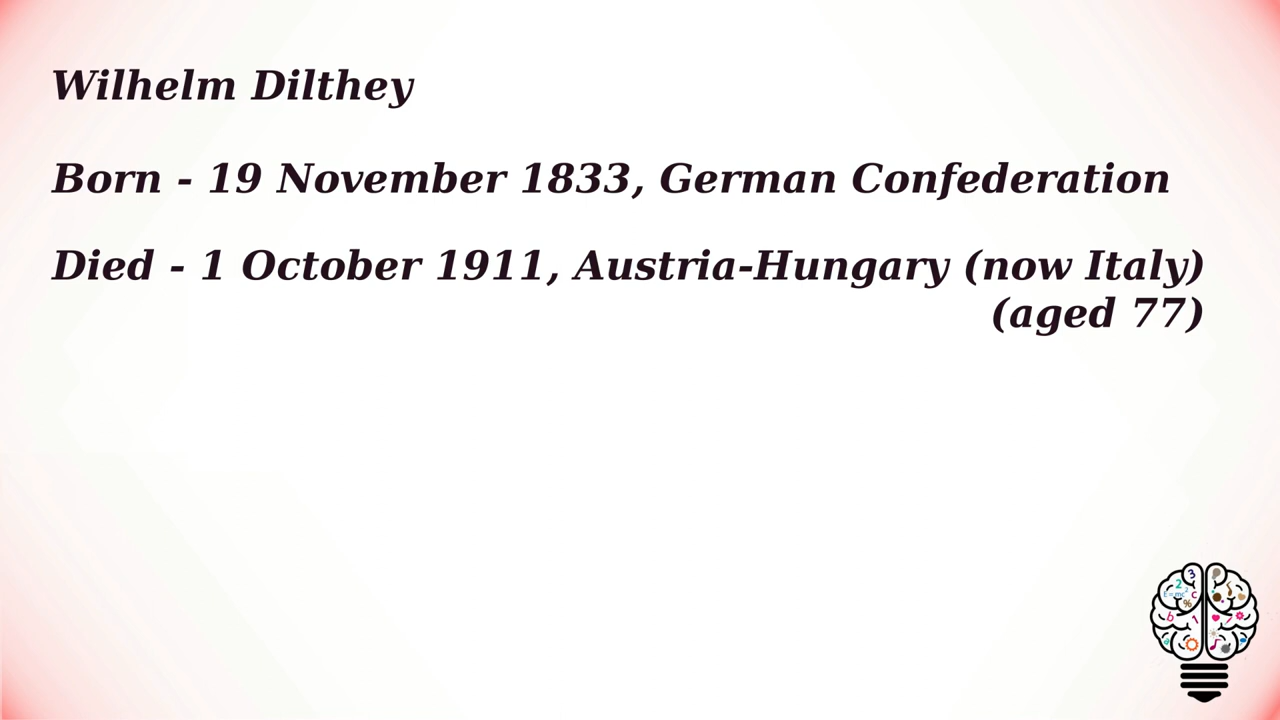 Wilhelm Dilthey
Born - 19 November 1833, German Confederation
Died - 1 October 1911, Austria-Hungary (now Italy)
(aged 77)